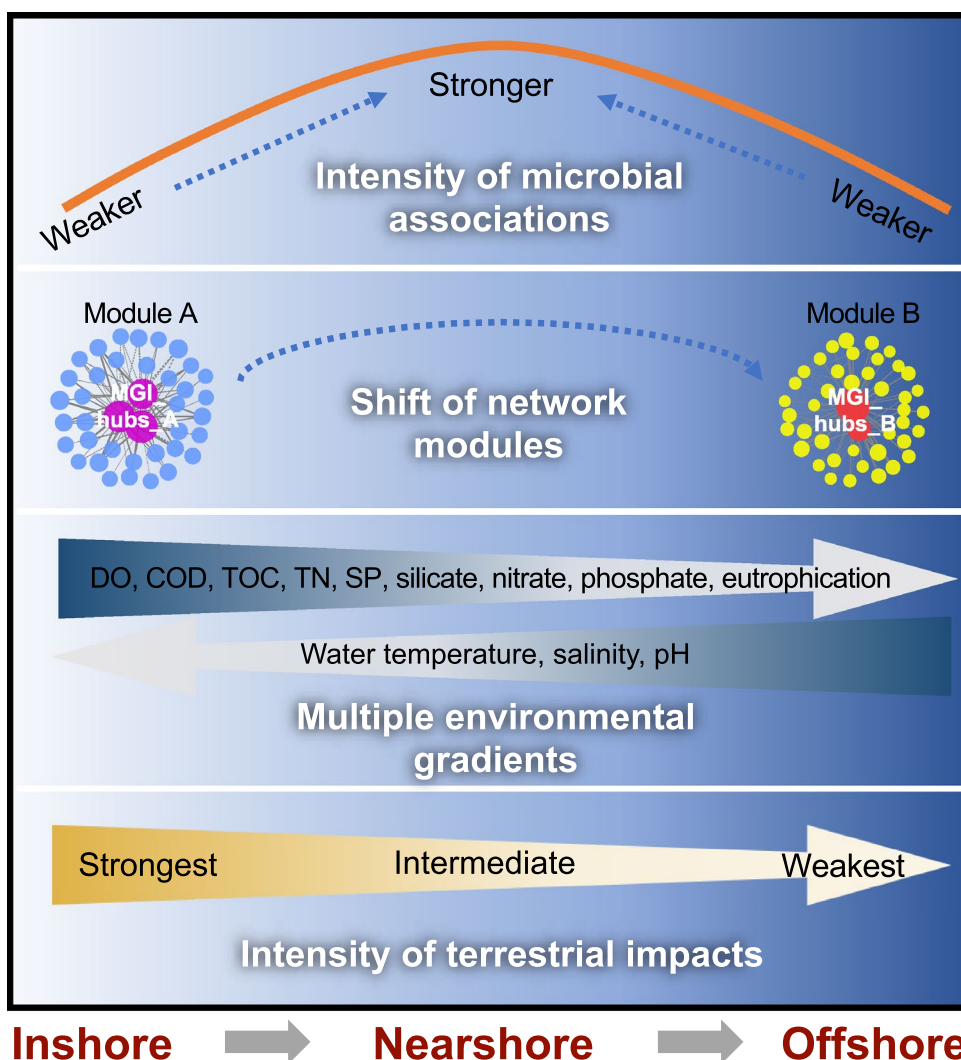 Stronger
Weaker
Weaker
Intensity of microbial
associations
Module A
Module B
MGI_
hubs_A
MGI_
hubs_B
Shift of network
modules
DO, COD, TOC, TN, SP, silicate, nitrate, phosphate, eutrophication
Water temperature, salinity, pH
Multiple environmental
gradients
Strongest
Intermediate
Weakest
Intensity of terrestrial impacts
Inshore
Nearshore
Offshore